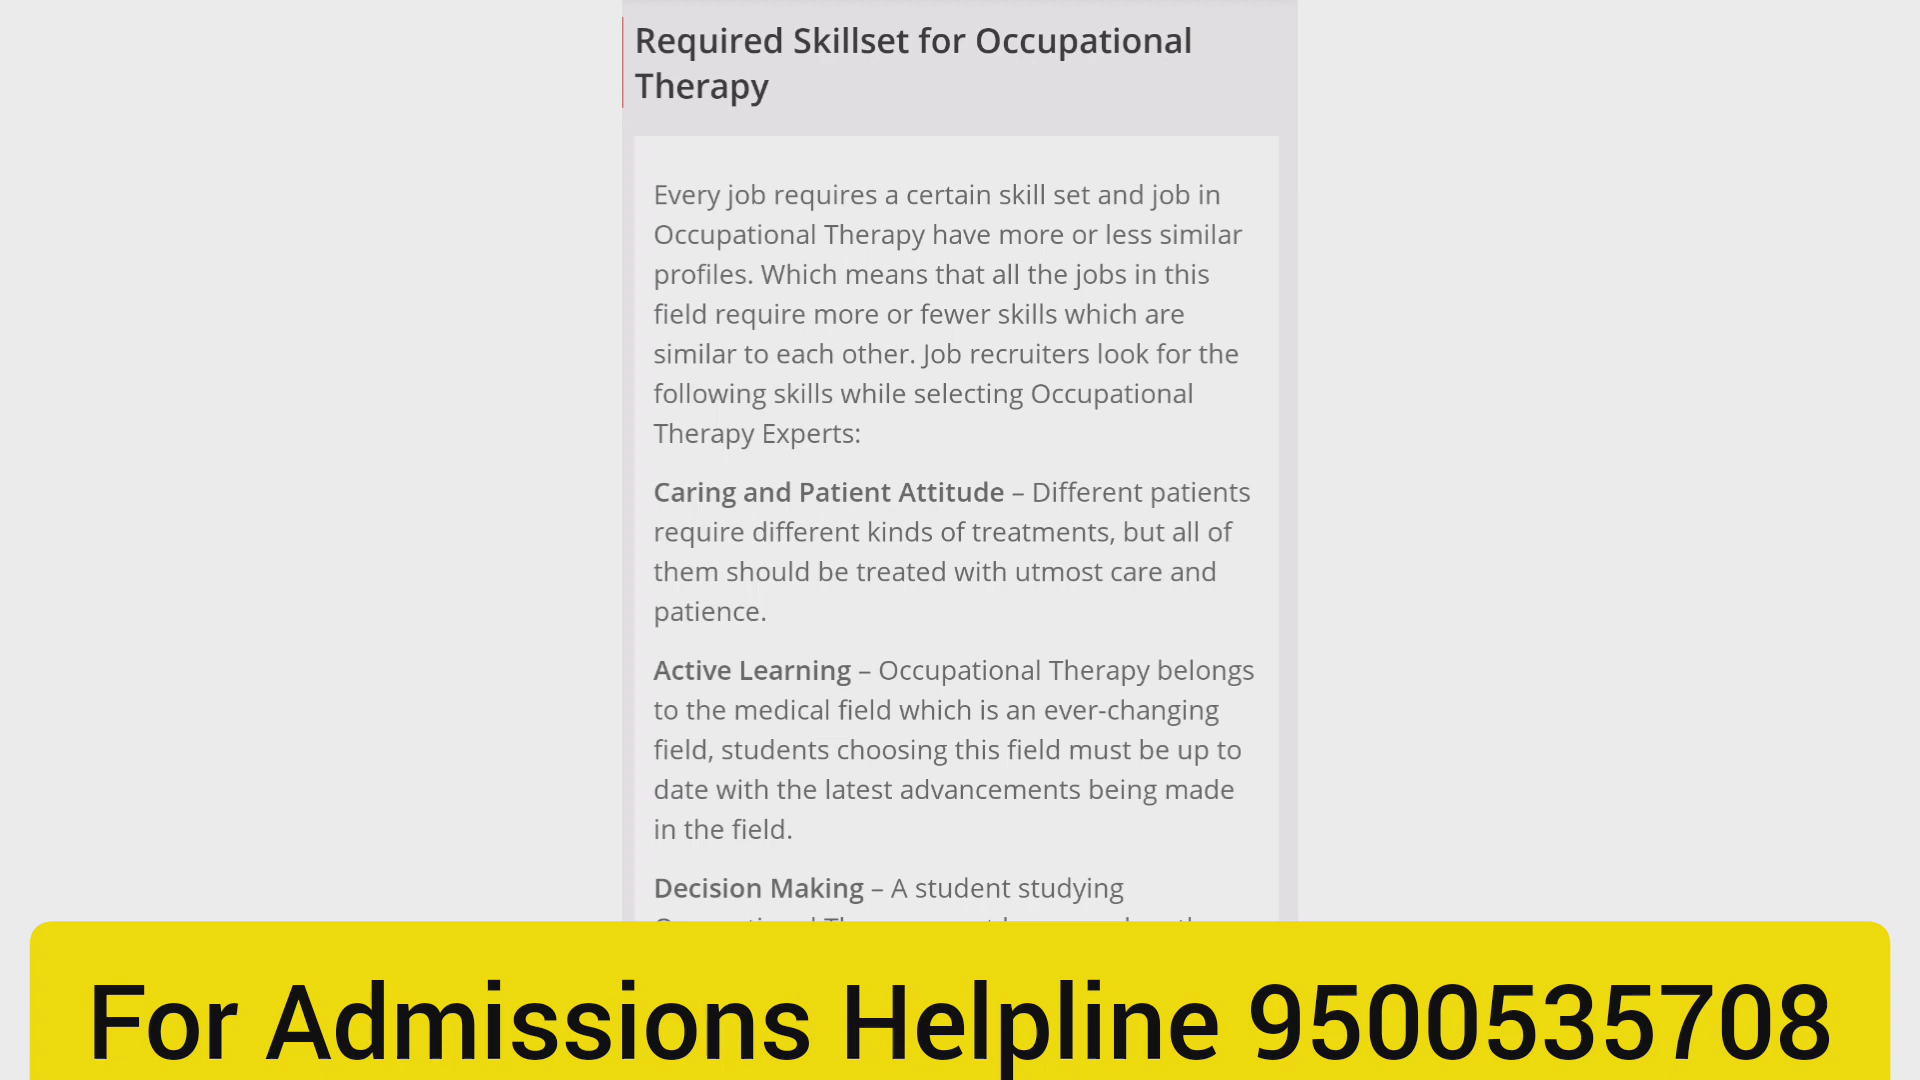 Required Skillset for Occupational
Therapy
Every job requires a certain skill set and job in
Occupational Therapy have more or less similar
profiles. Which means that all the jobs in this
field require more or fewer skills which are
similar to each other. Job recruiters look for the
following skills while selecting Occupational
Therapy Experts:
Caring and Patient Attitude – Different patients
require different kinds of treatments, but all of
them should be treated with utmost care and
patience.
Active Learning – Occupational Therapy belongs
to the medical field which is an ever-changing
field, students choosing this field must be up to
date with the latest advancements being made
in the field.
Decision Making – A student studying
For Admissions Helpline 9500535708